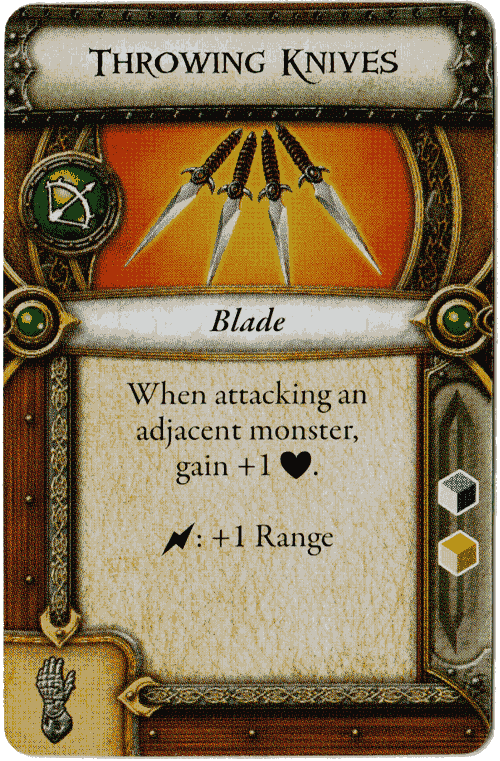 THROWING KNIVES
Blade
When attacking an
adjacent monster,
gain +1 ♥.
: +1 Range